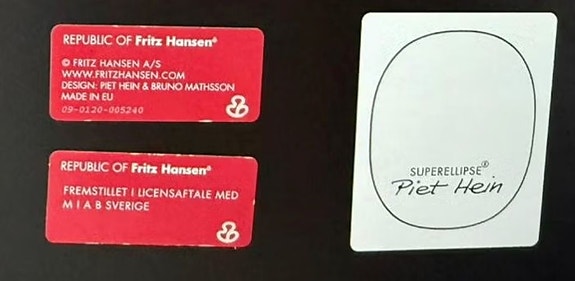 REPUBLIC OF Fritz Hansen®
© FRITZ HANSEN A/S
WWW.FRITZHANSEN.COM
DESIGN: PIET HEIN & BRUNO MATHSSON
MADE IN EU
09-0120-005240
REPUBLIC OF Fritz Hansen®
FREMSTILLET I LICENSAFTALE MED
M I A B SVERIGE
SUPERELLIPSE®
Piet Hein